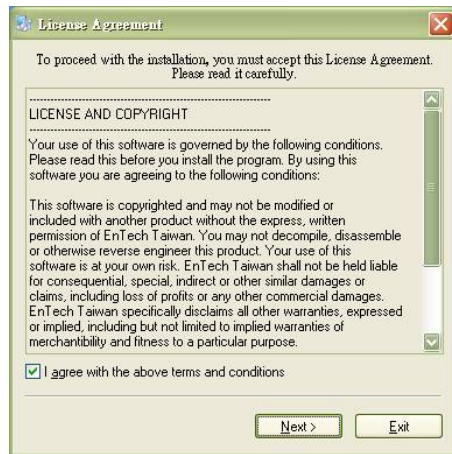 License Agreement
To proceed with the installation, you must accept this License Agreement.
Please read it carefully.
--------------------------------------------------------------------
LICENSE AND COPYRIGHT
--------------------------------------------------------------------
Your use of this software is governed by the following conditions.
Please read this before you install the program. By using this
software you are agreeing to the following conditions:
This software is copyrighted and may not be modified or
included with another product without the express, written
permission of EnTech Taiwan. You may not decompile, disassemble
or otherwise reverse engineer this product. Your use of this
software is at your own risk. EnTech Taiwan shall not be held liable
for consequential, special, indirect or other similar damages or
claims, including loss of profits or any other commercial damages.
EnTech Taiwan specifically disclaims all other warranties, expressed
or implied, including but not limited to implied warranties of
merchantibility and fitness to a particular purpose.
I agree with the above terms and conditions
Next >
Exit